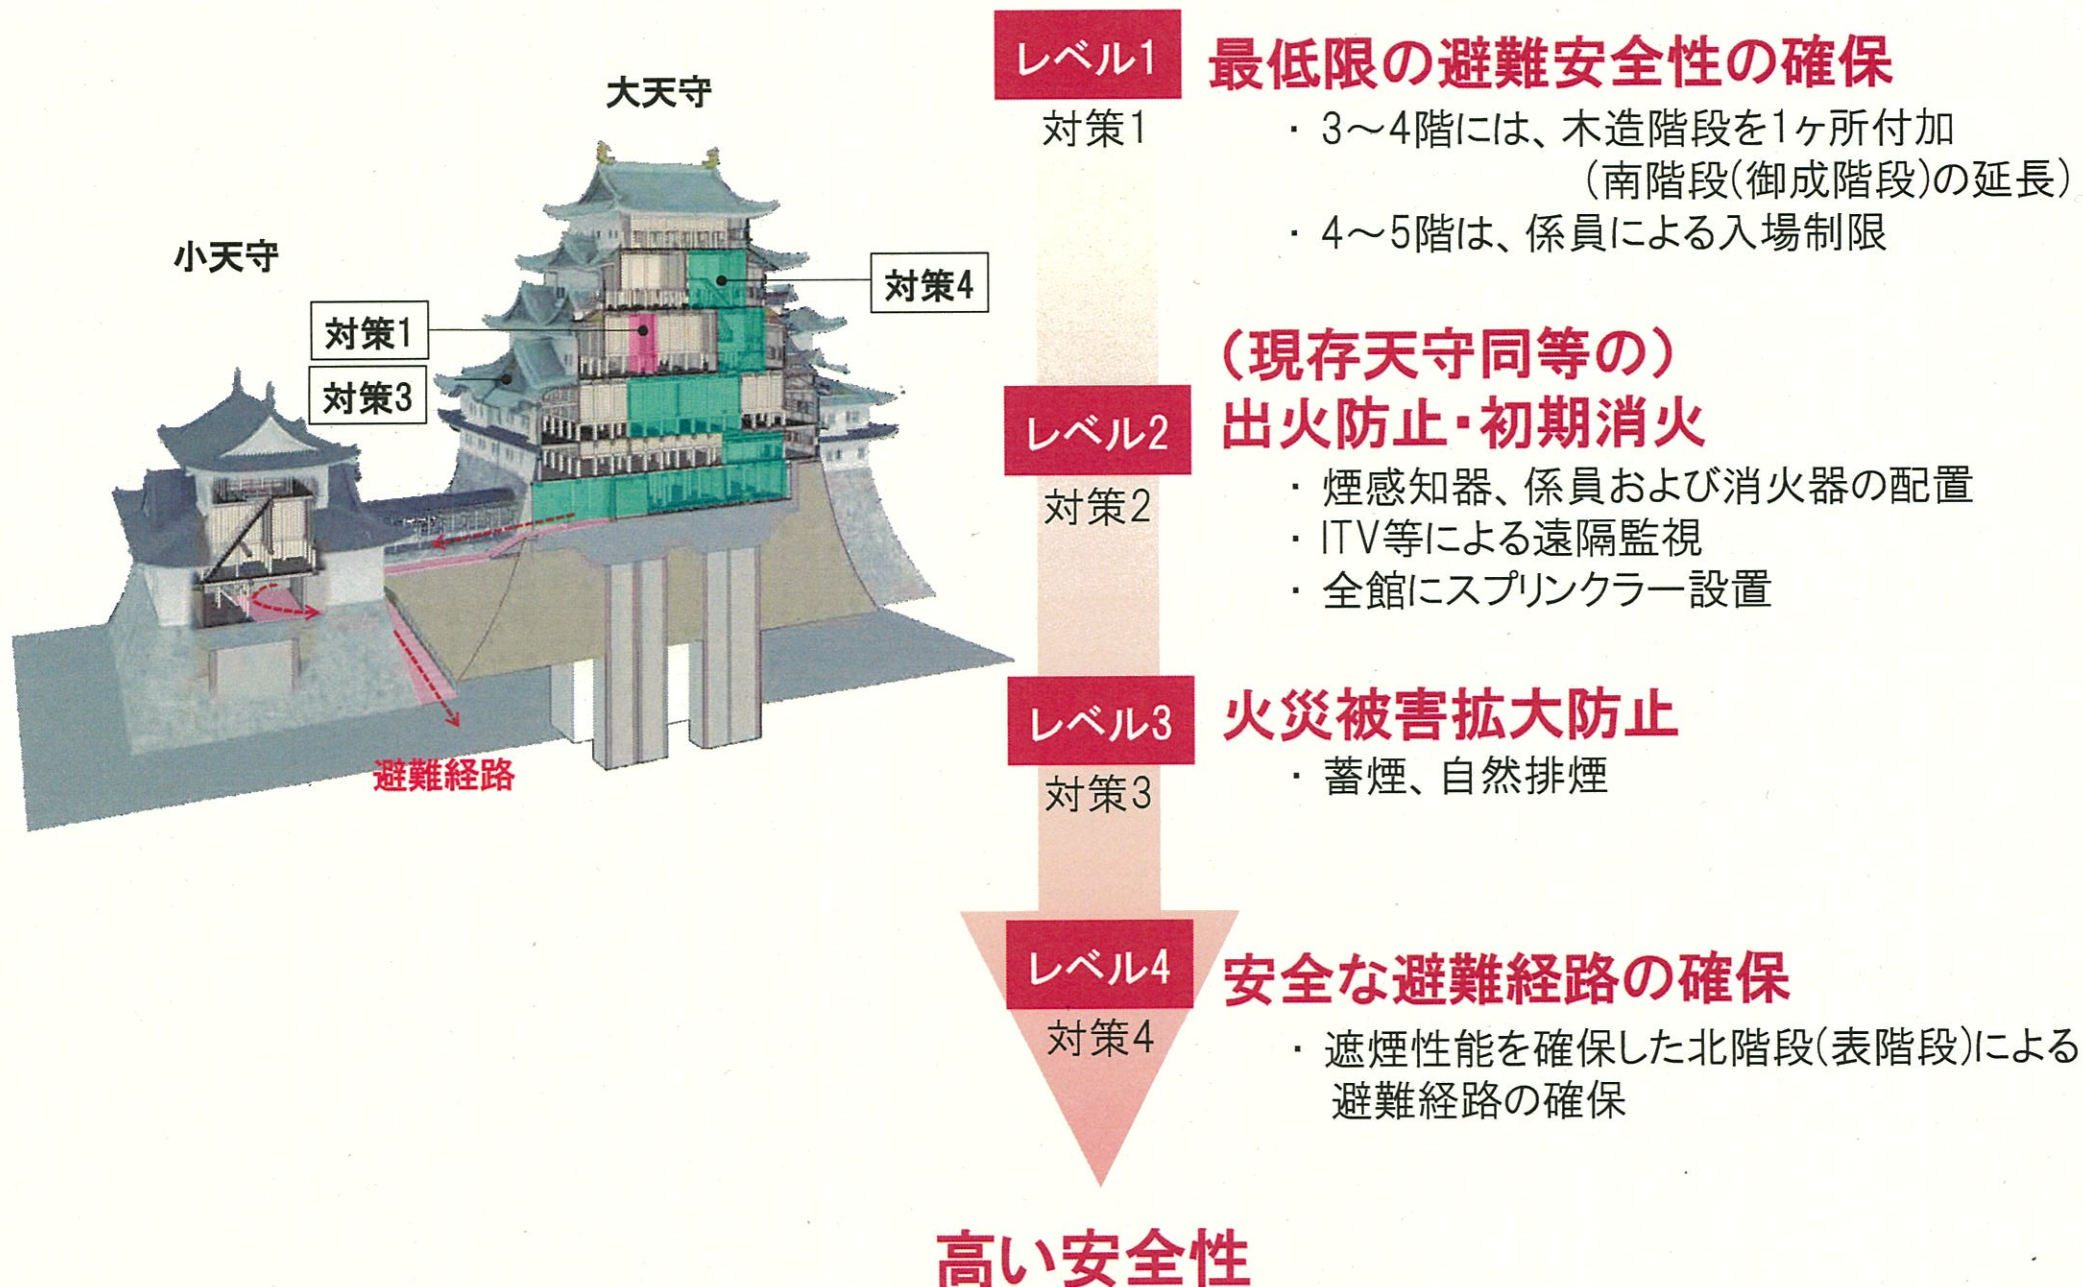 大天守
小天守
対策4
対策1
対策3
避難経路
レベル1
最低限の避難安全性の確保
対策1
・3～4階には、木造階段を1ヶ所付加
（南階段(御成階段)の延長）
・4～5階は、係員による入場制限
（現存天守同等の）
レベル2
出火防止・初期消火
対策2
・煙感知器、係員および消火器の配置
・ITV等による遠隔監視
・全館にスプリンクラー設置
レベル3
火災被害拡大防止
対策3
・蓄煙、自然排煙
レベル4
安全な避難経路の確保
対策4
・遮煙性能を確保した北階段(表階段)による
避難経路の確保
高い安全性